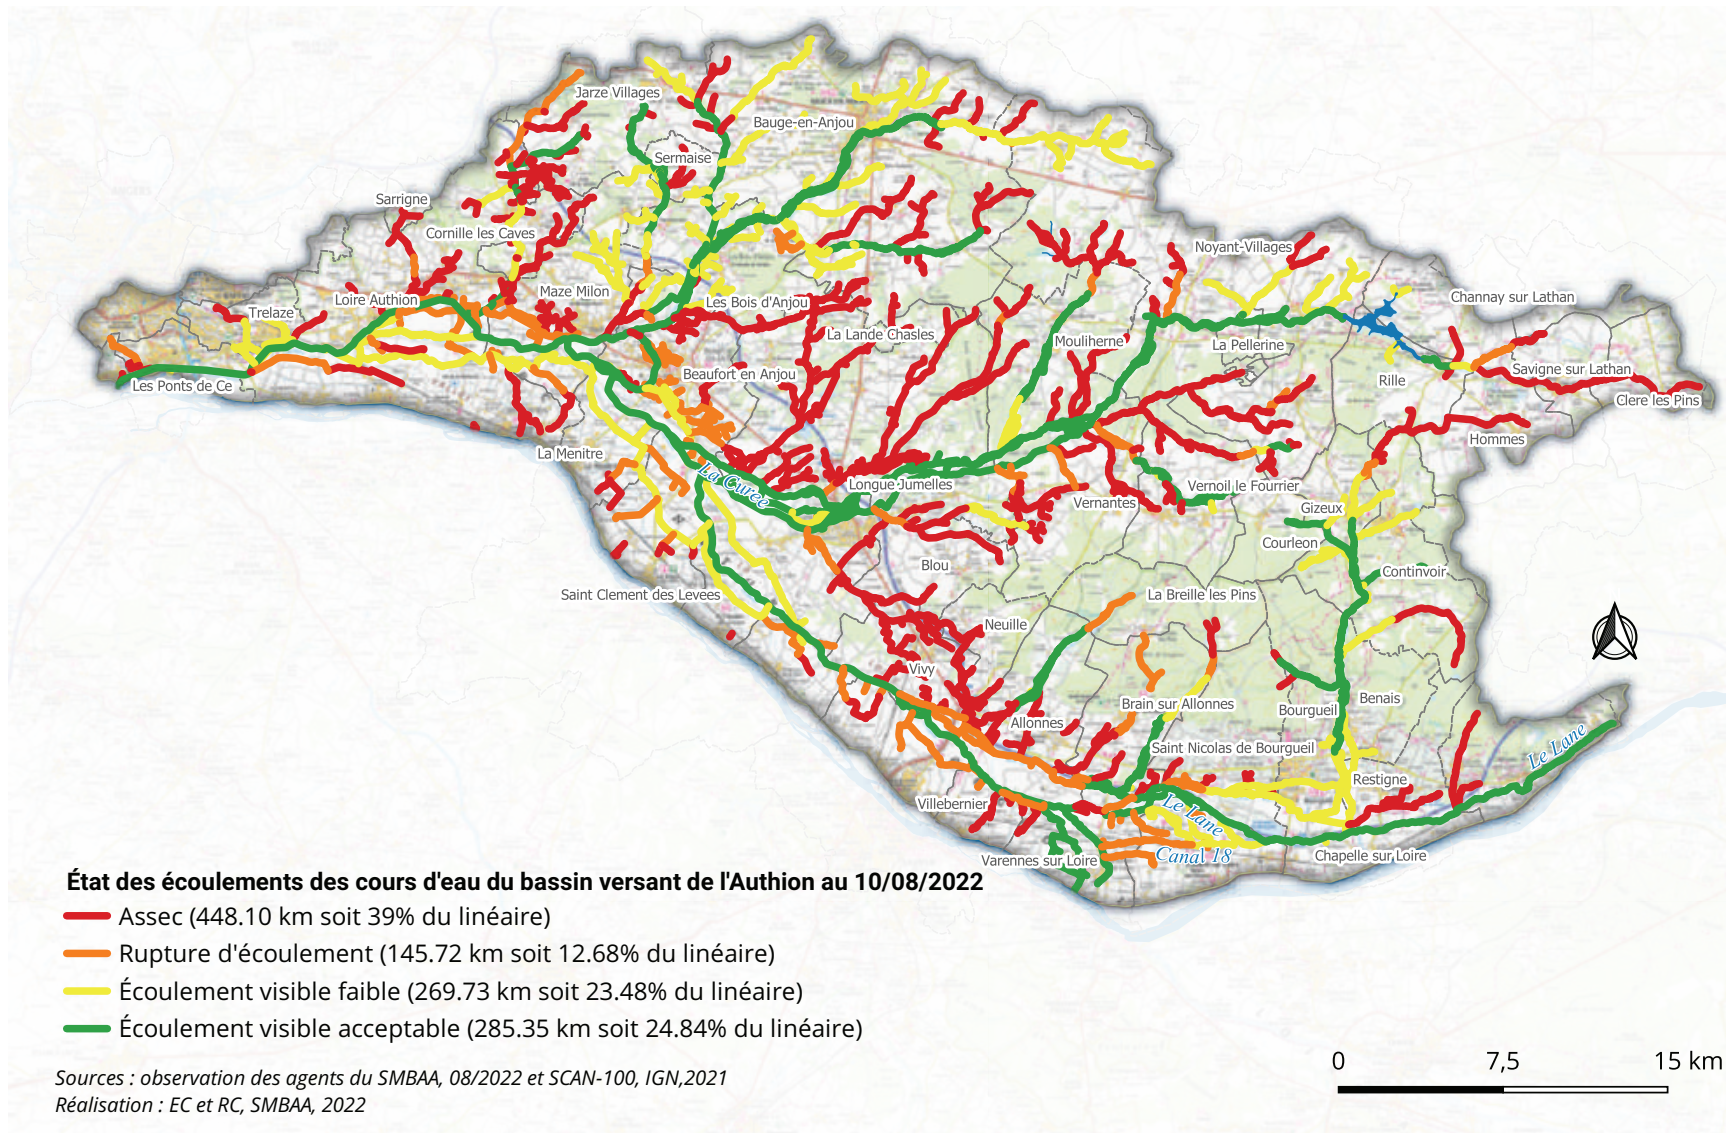 Jarze Villages
Bauge-en-Anjou
Sermaise
Sarrigne
Cornille les Caves
Noyant-Villages
Maze Milon
Loire Authion
Les Bois d'Anjou
Channay sur Lathan
Trelaze
La Lande Chasles
Mouliherne
La Pellerine
Beaufort en Anjou
Savigne sur Lathan
Rille
Les Ponts de Ce
Clere les Pins
Hommes
La Menitre
La Curee
Longue Jumelles
Vernoil le Fourrier
Vernantes
Gizeux
Courleon
Blou
Continvoir
Saint Clement des Levees
La Breille les Pins
Neuille
Vivy
Benais
Brain sur Allonnes
Bourgueil
Allonnes
Saint Nicolas de Bourgueil
Le Lane
Restigne
Villebernier
Le Lane
Canal 18
Varennes sur Loire
Chapelle sur Loire
État des écoulements des cours d'eau du bassin versant de l'Authion au 10/08/2022
Assec (448.10 km soit 39% du linéaire)
Rupture d'écoulement (145.72 km soit 12.68% du linéaire)
Écoulement visible faible (269.73 km soit 23.48% du linéaire)
Écoulement visible acceptable (285.35 km soit 24.84% du linéaire)
0 7,5 15 km
Sources : observation des agents du SMBAA, 08/2022 et SCAN-100, IGN,2021
Réalisation : EC et RC, SMBAA, 2022